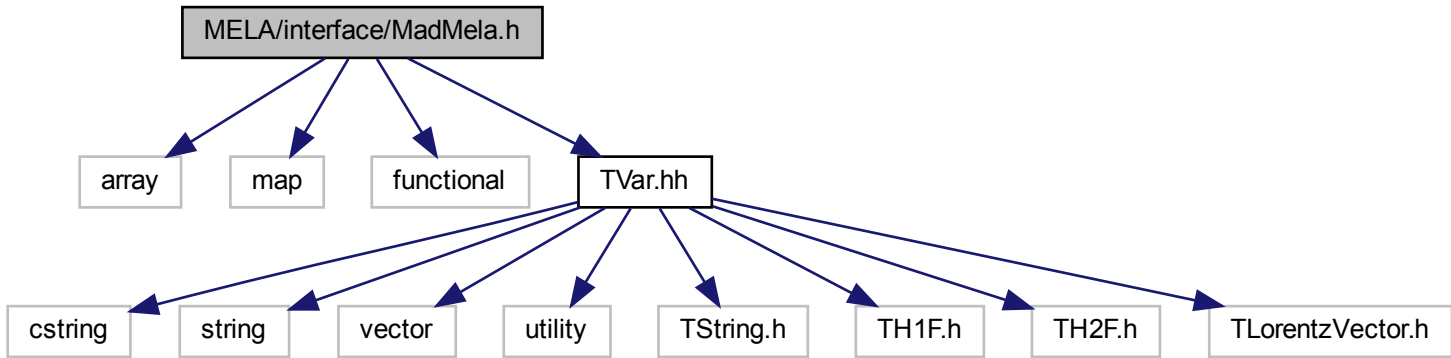 MELA/interface/MadMela.h
array
map
functional
TVar.hh
cstring
string
vector
utility
TString.h
TH1F.h
TH2F.h
TLorentzVector.h